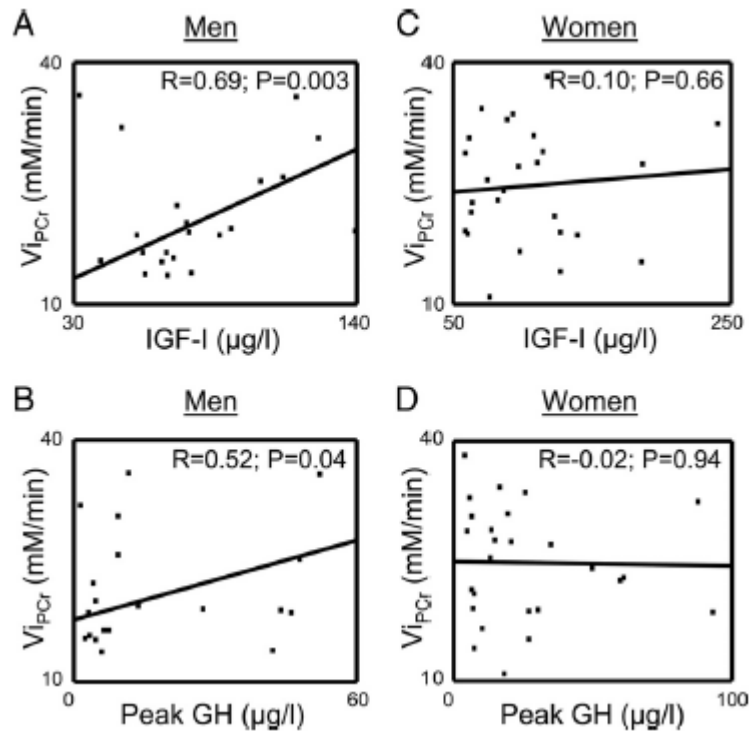 A
Men
R=0.69; P=0.003
40
10
ViPCr (mM/min)
30
140
IGF-I (µg/l)
C
Women
R=0.10; P=0.66
40
10
ViPCr (mM/min)
50
250
IGF-I (µg/l)
B
Men
R=0.52; P=0.04
40
10
ViPCr (mM/min)
0
60
Peak GH (µg/l)
D
Women
R=-0.02; P=0.94
40
10
ViPCr (mM/min)
0
100
Peak GH (µg/l)